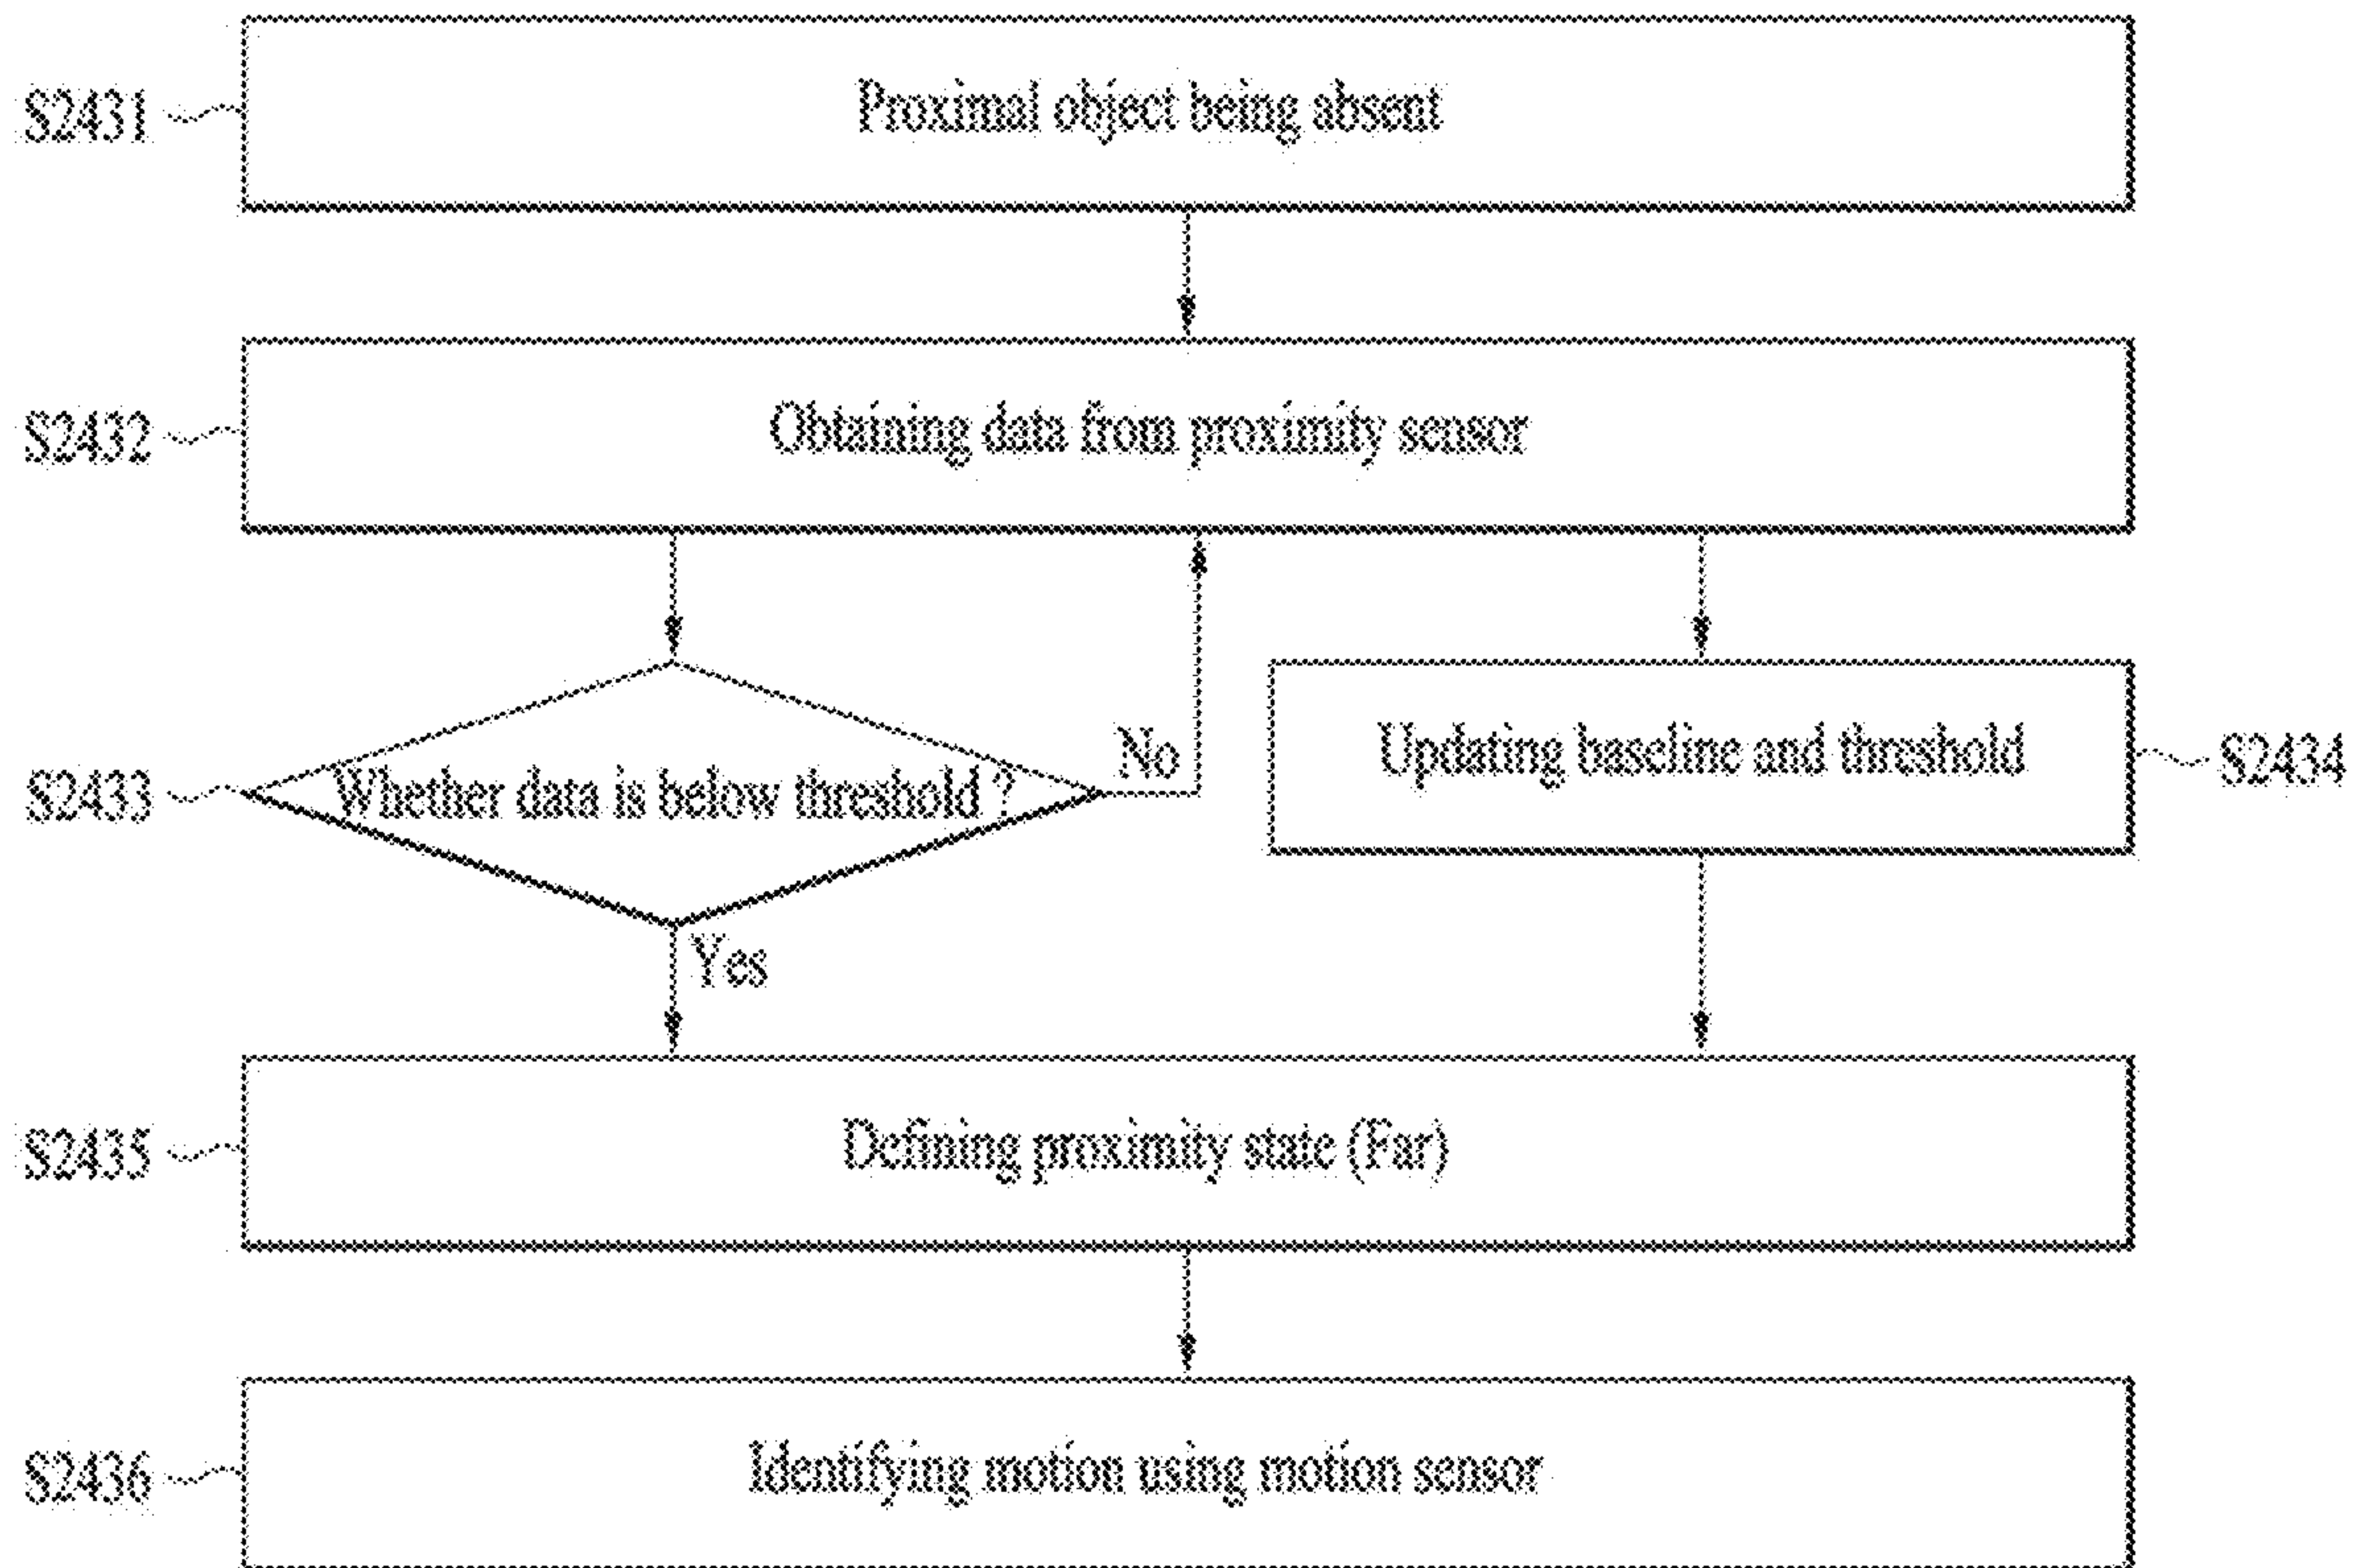 S2431
Proximal object being absent
S2432
Obtaining data from proximity sensor
No
S2433
Whether data is below threshold ?
Updating baseline and threshold
S2434
Yes
S2435
Defining proximity state (Far)
S2436
Identifying motion using motion sensor